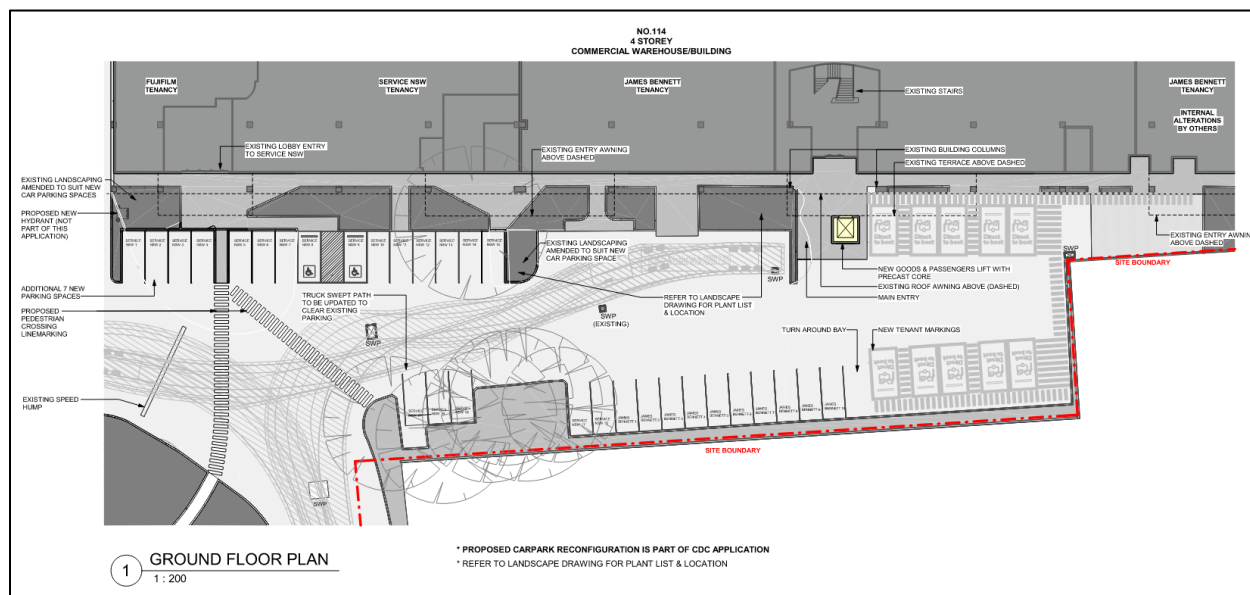 NO.114
4 STOREY
COMMERCIAL WAREHOUSE/BUILDING
FUJIFILM
TENANCY
SERVICE NSW
TENANCY
JAMES BENNETT
TENANCY
EXISTING STAIRS
JAMES BENNETT
TENANCY
INTERNAL
ALTERATIONS
BY OTHERS
EXISTING LOBBY ENTRY
TO SERVICE NSW
EXISTING ENTRY AWNING
ABOVE DASHED
EXISTING BUILDING COLUMNS
EXISTING TERRACE ABOVE DASHED
EXISTING LANDSCAPING
AMENDED TO SUIT NEW
CAR PARKING SPACES
PROPOSED NEW
HYDRANT (NOT
PART OF THIS
APPLICATION)
EXISTING LANDSCAPING
AMENDED TO SUIT NEW
CAR PARKING SPACE
EXISTING ENTRY AWNIN
ABOVE DASHED
SWP
SWP
NEW GOODS & PASSENGERS LIFT WITH
PRECAST CORE
SITE BOUNDARY
EXISTING ROOF AWNING ABOVE (DASHED)
MAIN ENTRY
ADDITIONAL 7 NEW
PARKING SPACES
PROPOSED
PEDESTRIAN
CROSSING
LINEMARKING
TRUCK SWEPT PATH
TO BE UPDATED TO
CLEAR EXISTING
PARKING
REFER TO LANDSCAPE
DRAWING FOR PLANT LIST
& LOCATION
SWP
(EXISTING)
SWP
TURN AROUND BAY
NEW TENANT MARKINGS
EXISTING SPEED
HUMP
SITE BOUNDARY
SWP
1
GROUND FLOOR PLAN
1 : 200
* PROPOSED CARPARK RECONFIGURATION IS PART OF CDC APPLICATION
* REFER TO LANDSCAPE DRAWING FOR PLANT LIST & LOCATION